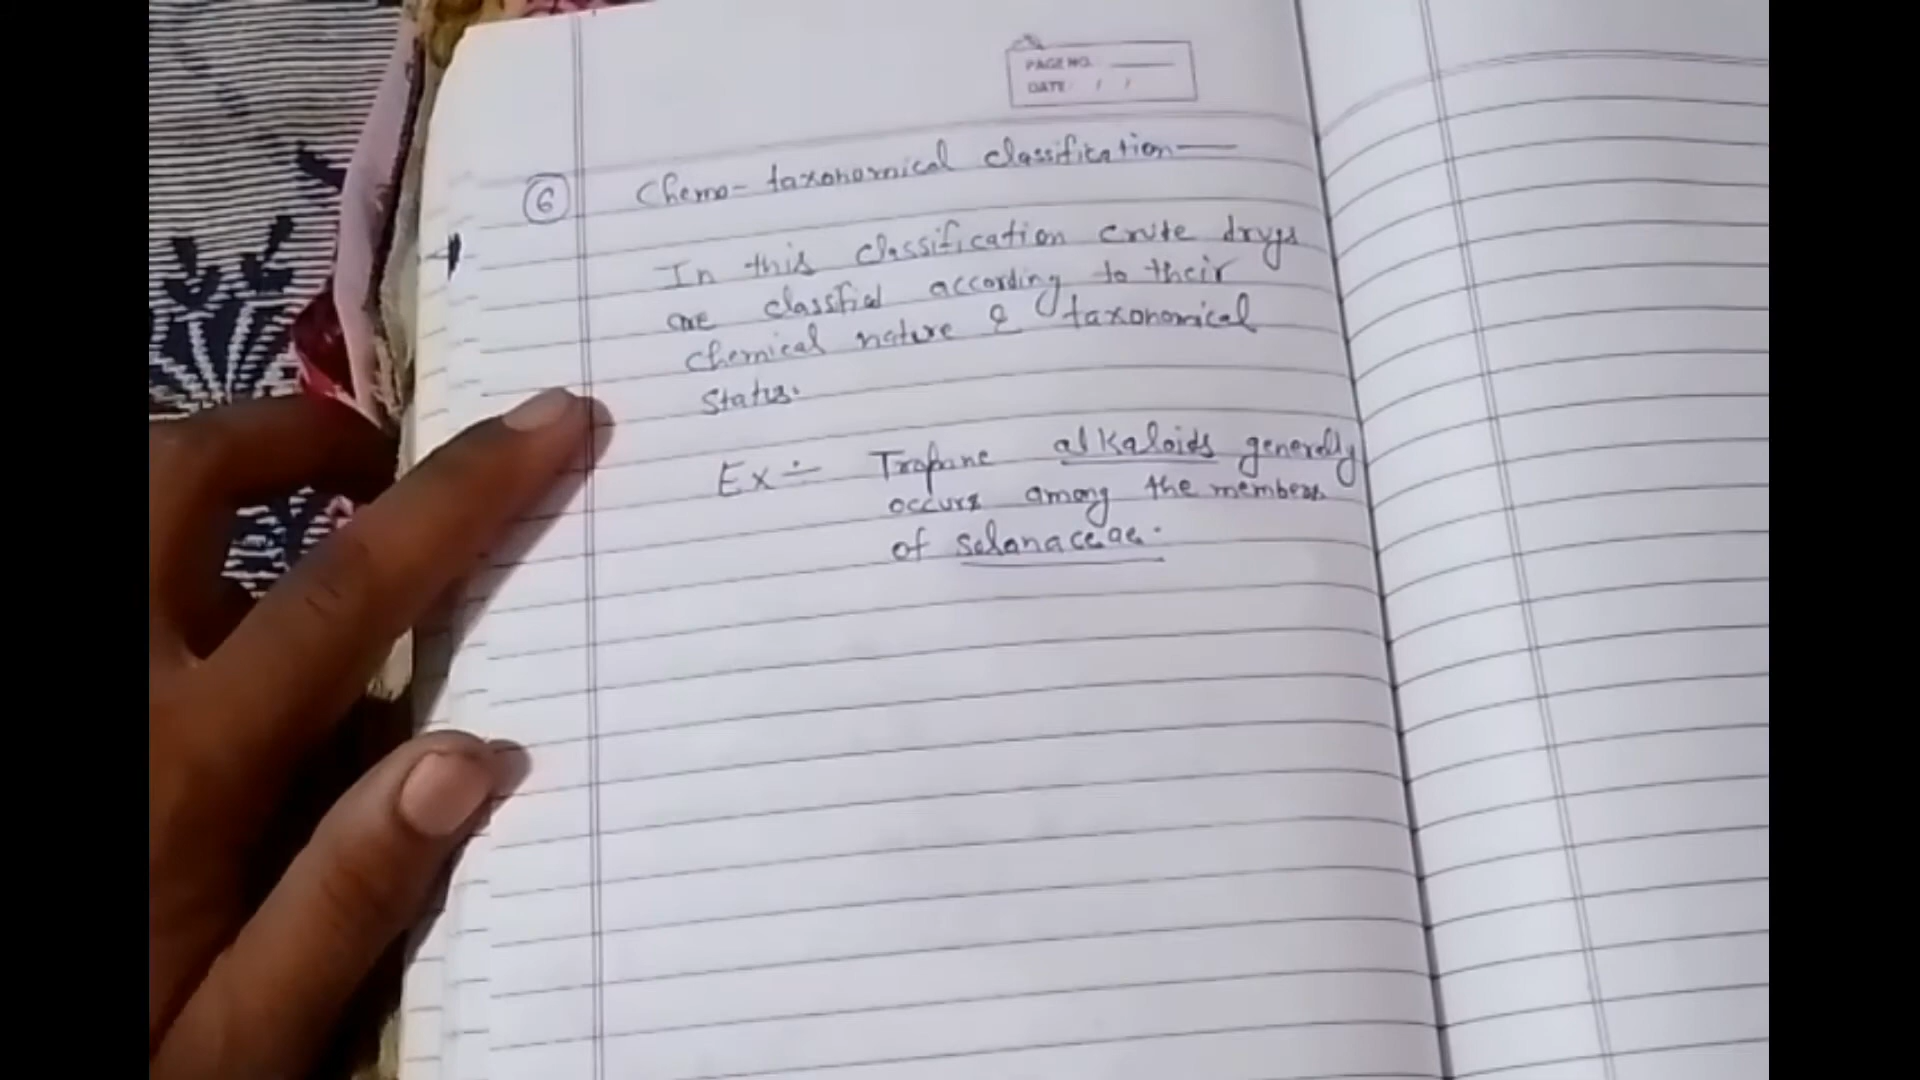 PAGE NO.
DATE: / /
6 Chemo-taxonomical classification—
In this classification crute drugs
are classfied according to their
chemical nature & taxonomical
status.
Ex÷ Tropane alkaloids generally
occurs among the members
of solanaceae.